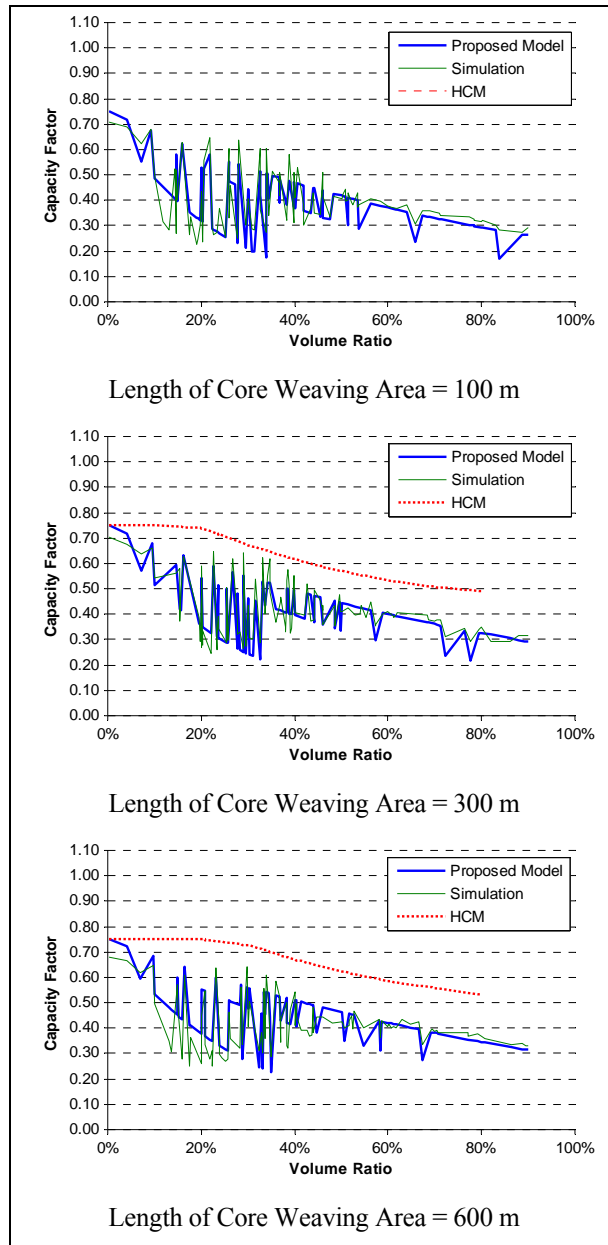 1.10
1.00
0.90
0.80
0.70
0.60
0.50
0.40
0.30
0.20
0.10
0.00
Capacity Factor
Proposed Model
Simulation
HCM
0% 20% 40% 60% 80% 100%
Volume Ratio
Length of Core Weaving Area = 100 m
1.10
1.00
0.90
0.80
0.70
0.60
0.50
0.40
0.30
0.20
0.10
0.00
Capacity Factor
Proposed Model
Simulation
HCM
0% 20% 40% 60% 80% 100%
Volume Ratio
Length of Core Weaving Area = 300 m
1.10
1.00
0.90
0.80
0.70
0.60
0.50
0.40
0.30
0.20
0.10
0.00
Capacity Factor
Proposed Model
Simulation
HCM
0% 20% 40% 60% 80% 100%
Volume Ratio
Length of Core Weaving Area = 600 m